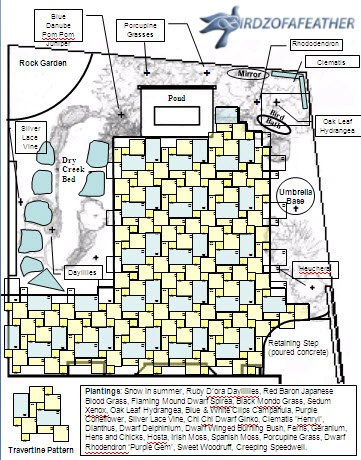 BIRDZOFAFEATHER
Blue
Danube
Pom Pom
Juniper
Porcupine
Grasses
Rhododendron
Clematis
Rock Garden
Mirror
Pond
Bird
Bath
Oak Leaf
Hydrangea
Silver
Lace
Vine
Dry
Creek
Bed
Umbrella
Base
Daylilies
Heuchera
Retaining Step
(poured concrete)
Travertine Pattern
Plantings: Snow in summer, Ruby D'ora Daylillies, Red Baron Japanese
Blood Grass, Flaming Mound Dwarf Spirea, Black Mondo Grass, Sedum
Xenox, Oak Leaf Hydrangea, Blue & White Clips Campanula, Purple
Coneflower, Silver Lace Vine, Chi Chi Dwarf Ginko, Clematis "Henryi",
Dianthus, Dwarf Delphinium, Dwarf Winged Burning Bush, Ferns, Geranium,
Hens and Chicks, Hosta, Irish Moss, Spanish Moss, Porcupine Grass, Dwarf
Rhodendron "Purple Gem", Sweet Woodruff, Creeping Speedwell.